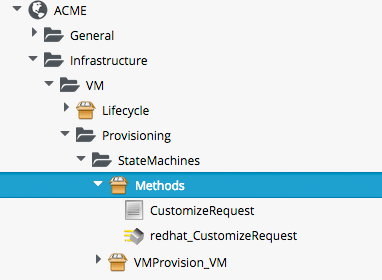 ACME
General
Infrastructure
VM
Lifecycle
Provisioning
StateMachines
Methods
CustomizeRequest
redhat_CustomizeRequest
VMProvision_VM